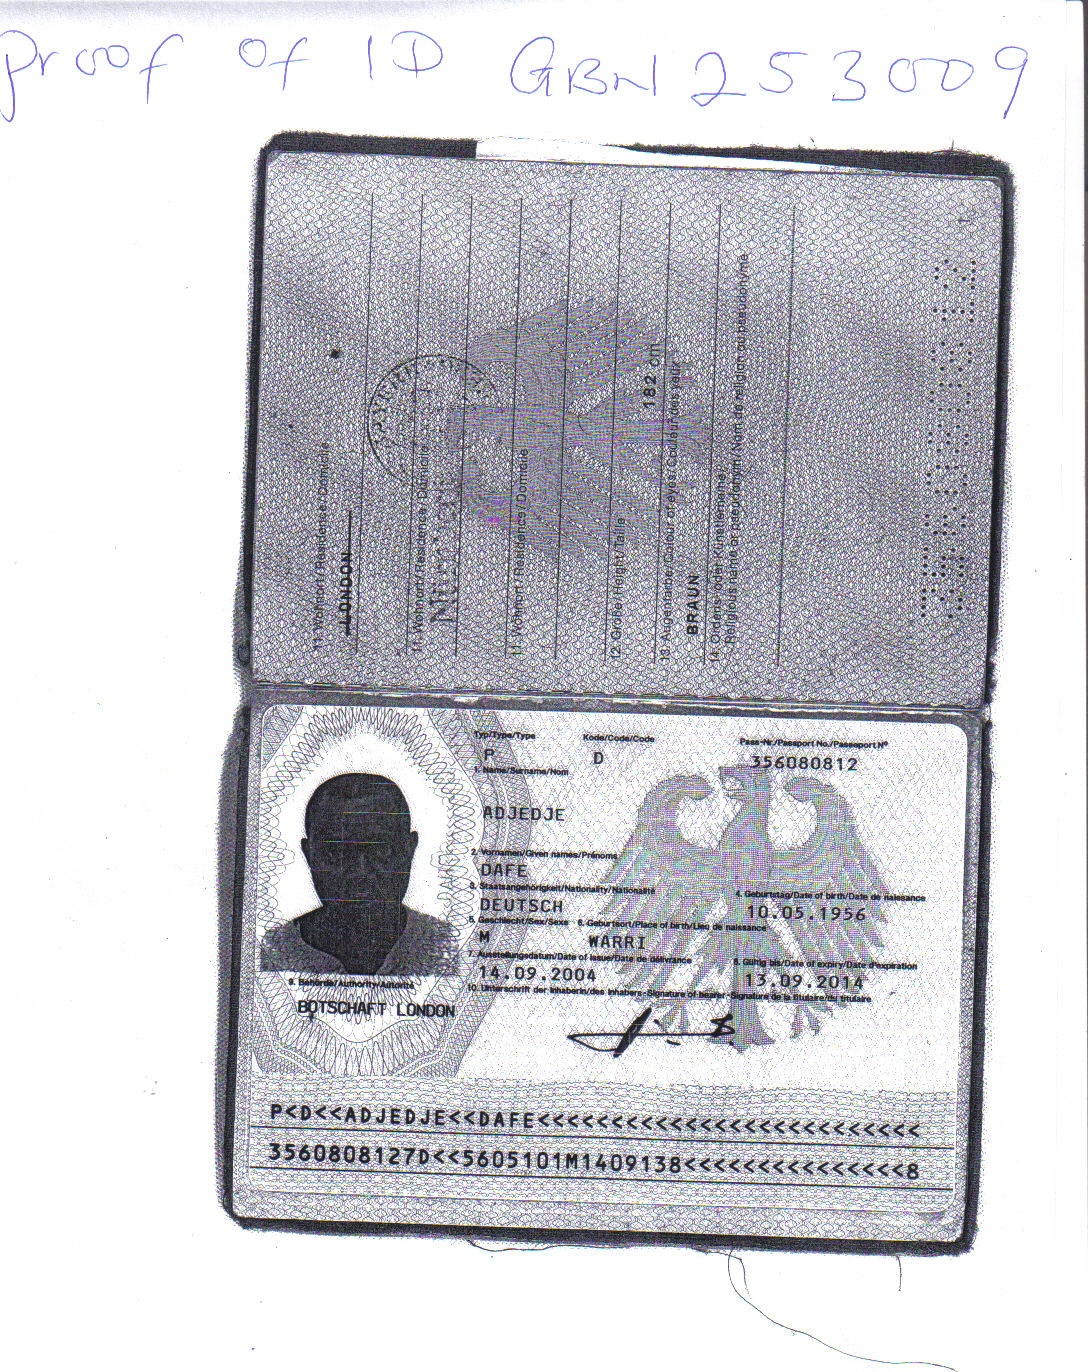 Proof of ID GBN1253009
11. Wohnort/Residence/Domicile
LONDON
11. Wohnort/Residence/Domicile
11. Wohnort/Residence/Domicile
12. Größe/Height/Taille
182 cm
13. Augenfarbe/Colour of eyes/Couleur des yeux
BRAUN
14. Ordens- oder Künstlername/
Religious name or pseudonym/Nom de religion ou pseudonyme
Typ/Type/Type Kode/Code/Code Pass-Nr./Passport No./Passeport N°
P D 356080812
1. Name/Surname/Nom
ADJEDJE
2. Vornamen/Given names/Prénoms
DAFE
3. Staatsangehörigkeit/Nationality/Nationalité 4. Geburtstag/Date of birth/Date de naissance
DEUTSCH 10.05.1956
5. Geschlecht/Sex/Sexe 6. Geburtsort/Place of birth/Lieu de naissance
M WARRI
7. Ausstellungsdatum/Date of issue/Date de délivrance 8. Gültig bis/Date of expiry/Date d'expiration
14.09.2004 13.09.2014
9. Behörde/Authority/Autorité 10. Unterschrift der Inhaberin/des Inhabers-Signature of bearer-Signature de la titulaire/du titulaire
BOTSCHAFT LONDON
P<D<<ADJEDJE<<DAFE<<<<<<<<<<<<<<<<<<<<<<<<<<
3560808127D<<5605101M1409138<<<<<<<<<<<<<<<8